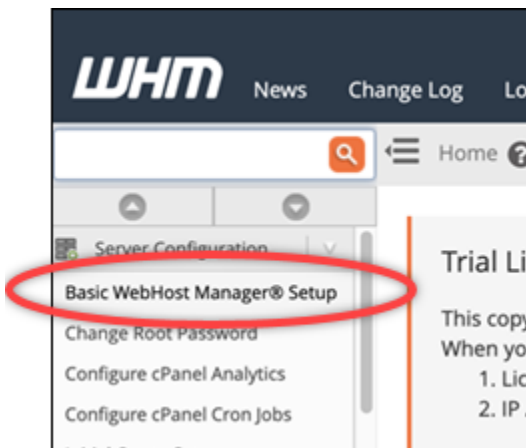 WHM News Change Log
Home
Server Configuration
Basic WebHost Manager® Setup
Change Root Password
Configure cPanel Analytics
Configure cPanel Cron Jobs
Trial Li
This copy
When yo
1. Lic
2. IP